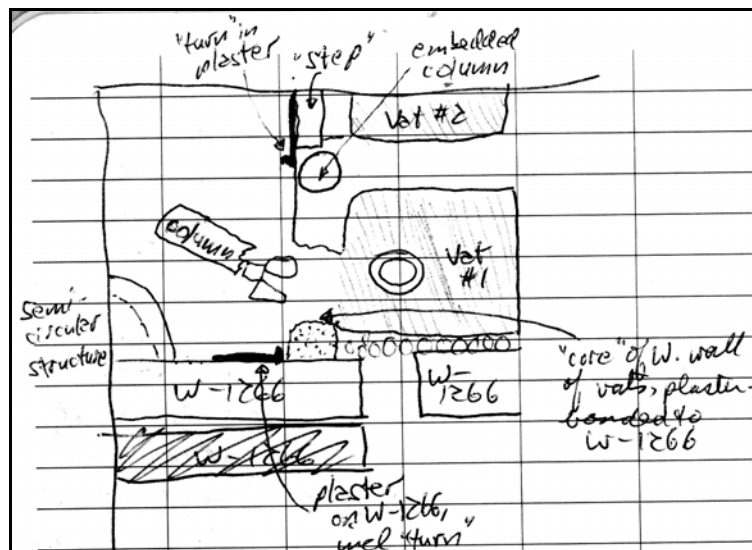 "turn" in
plaster
"step"
embedded
column
Vat #2
column
Vat
#1
semi-
circular
structure
W-1266
W-
1266
"core" of W. wall
of vats, plaster-
bonded to
W-1266
W-1266
plaster
on W-1266,
incl "turn"